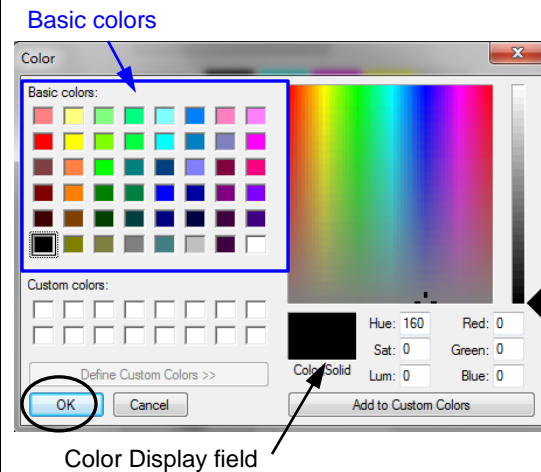 Basic colors
Color
Basic colors:
Custom colors:
Define Custom Colors >>
OK Cancel
Color|Solid
Hue: 160 Red: 0
Sat: 0 Green: 0
Lum: 0 Blue: 0
Add to Custom Colors
Color Display field